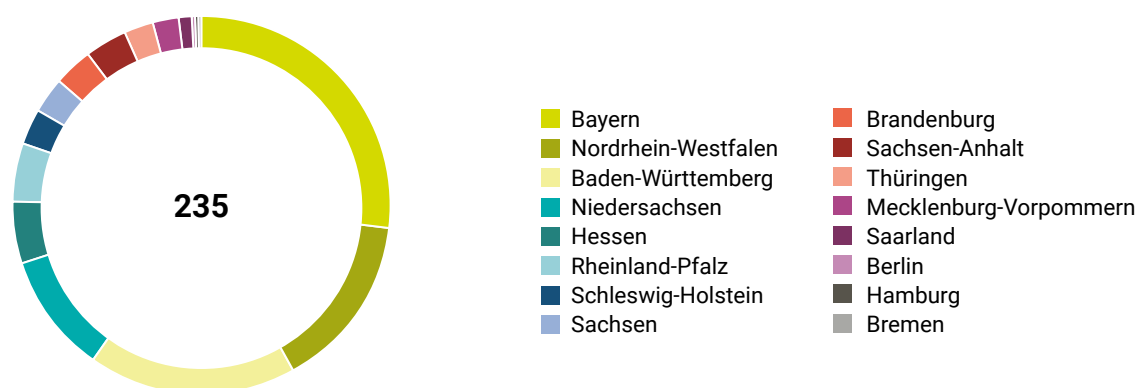 235
Bayern
Nordrhein-Westfalen
Baden-Württemberg
Niedersachsen
Hessen
Rheinland-Pfalz
Schleswig-Holstein
Sachsen
Brandenburg
Sachsen-Anhalt
Thüringen
Mecklenburg-Vorpommern
Saarland
Berlin
Hamburg
Bremen